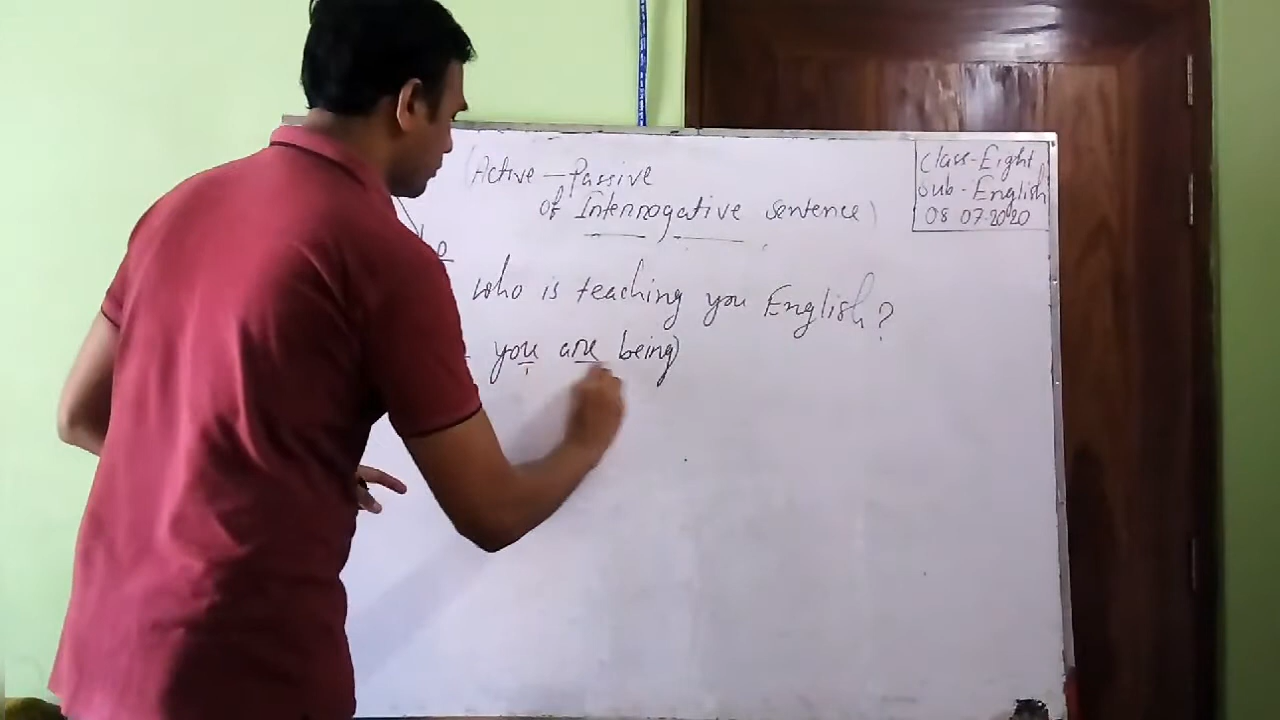 (Active - Passive
of Interrogative sentence)
Class-Eight
Sub-English
08 07.2020
who is teaching you English?
you are being)